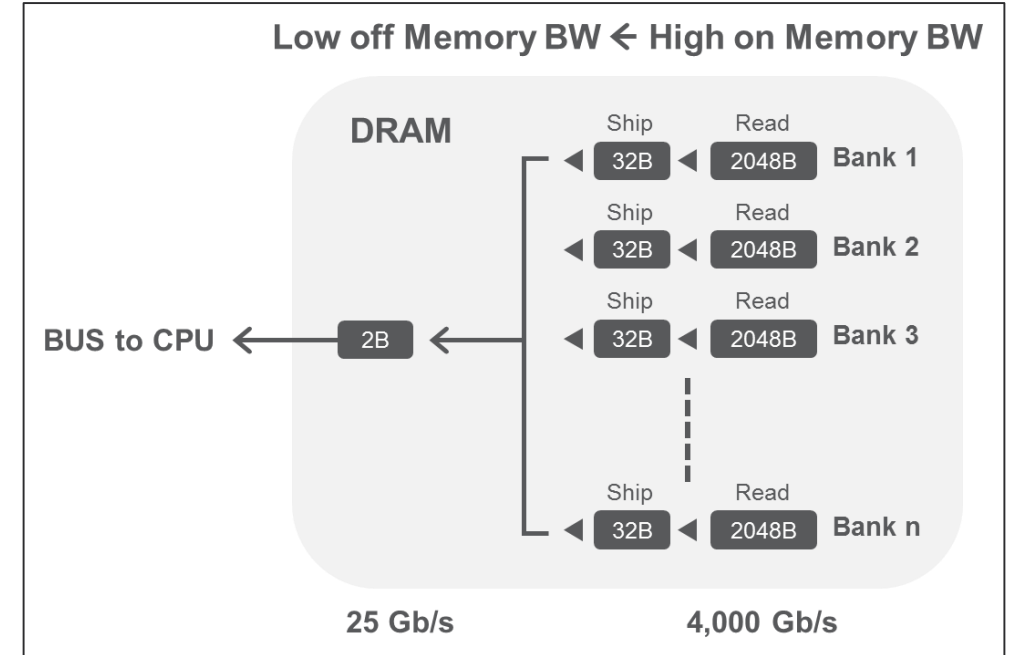 Low off Memory BW ← High on Memory BW
DRAM
Ship Read
32B 2048B Bank 1
Ship Read
32B 2048B Bank 2
Ship Read
32B 2048B Bank 3
BUS to CPU 2B
Ship Read
32B 2048B Bank n
25 Gb/s 4,000 Gb/s